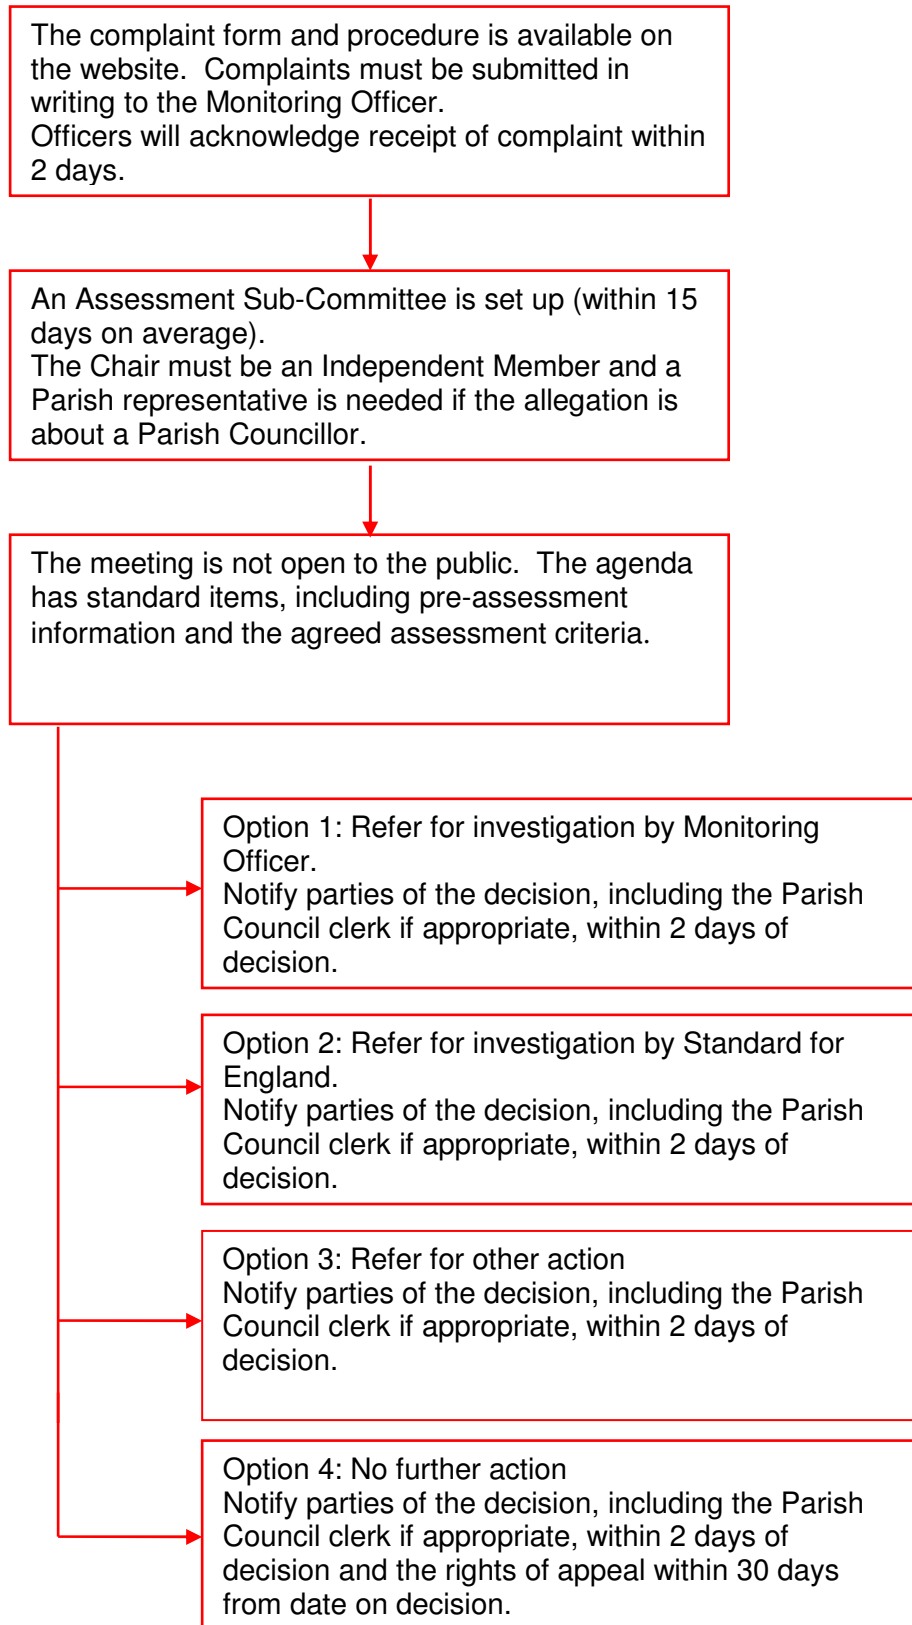 The complaint form and procedure is available on
the website.  Complaints must be submitted in
writing to the Monitoring Officer.
Officers will acknowledge receipt of complaint within
2 days.
An Assessment Sub-Committee is set up (within 15
days on average).
The Chair must be an Independent Member and a
Parish representative is needed if the allegation is
about a Parish Councillor.
The meeting is not open to the public.  The agenda
has standard items, including pre-assessment
information and the agreed assessment criteria.
Option 1: Refer for investigation by Monitoring
Officer.
Notify parties of the decision, including the Parish
Council clerk if appropriate, within 2 days of
decision.
Option 2: Refer for investigation by Standard for
England.
Notify parties of the decision, including the Parish
Council clerk if appropriate, within 2 days of
decision.
Option 3: Refer for other action
Notify parties of the decision, including the Parish
Council clerk if appropriate, within 2 days of
decision.
Option 4: No further action
Notify parties of the decision, including the Parish
Council clerk if appropriate, within 2 days of
decision and the rights of appeal within 30 days
from date on decision.